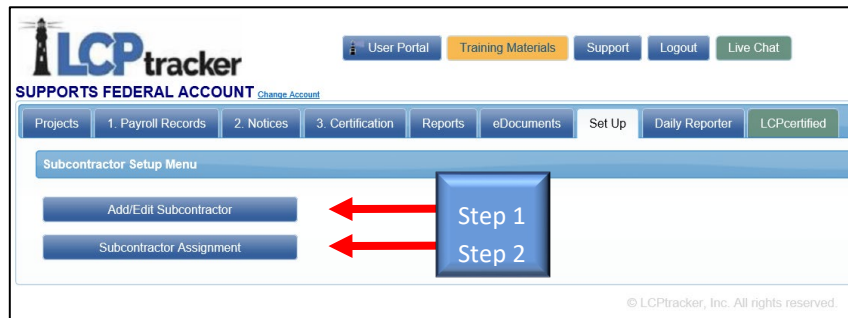 LCPtracker
User Portal Training Materials Support Logout Live Chat
SUPPORTS FEDERAL ACCOUNT Change Account
Projects 1. Payroll Records 2. Notices 3. Certification Reports eDocuments Set Up Daily Reporter LCPcertified
Subcontractor Setup Menu
Add/Edit Subcontractor
Step 1
Subcontractor Assignment
Step 2
© LCPtracker, Inc. All rights reserved.